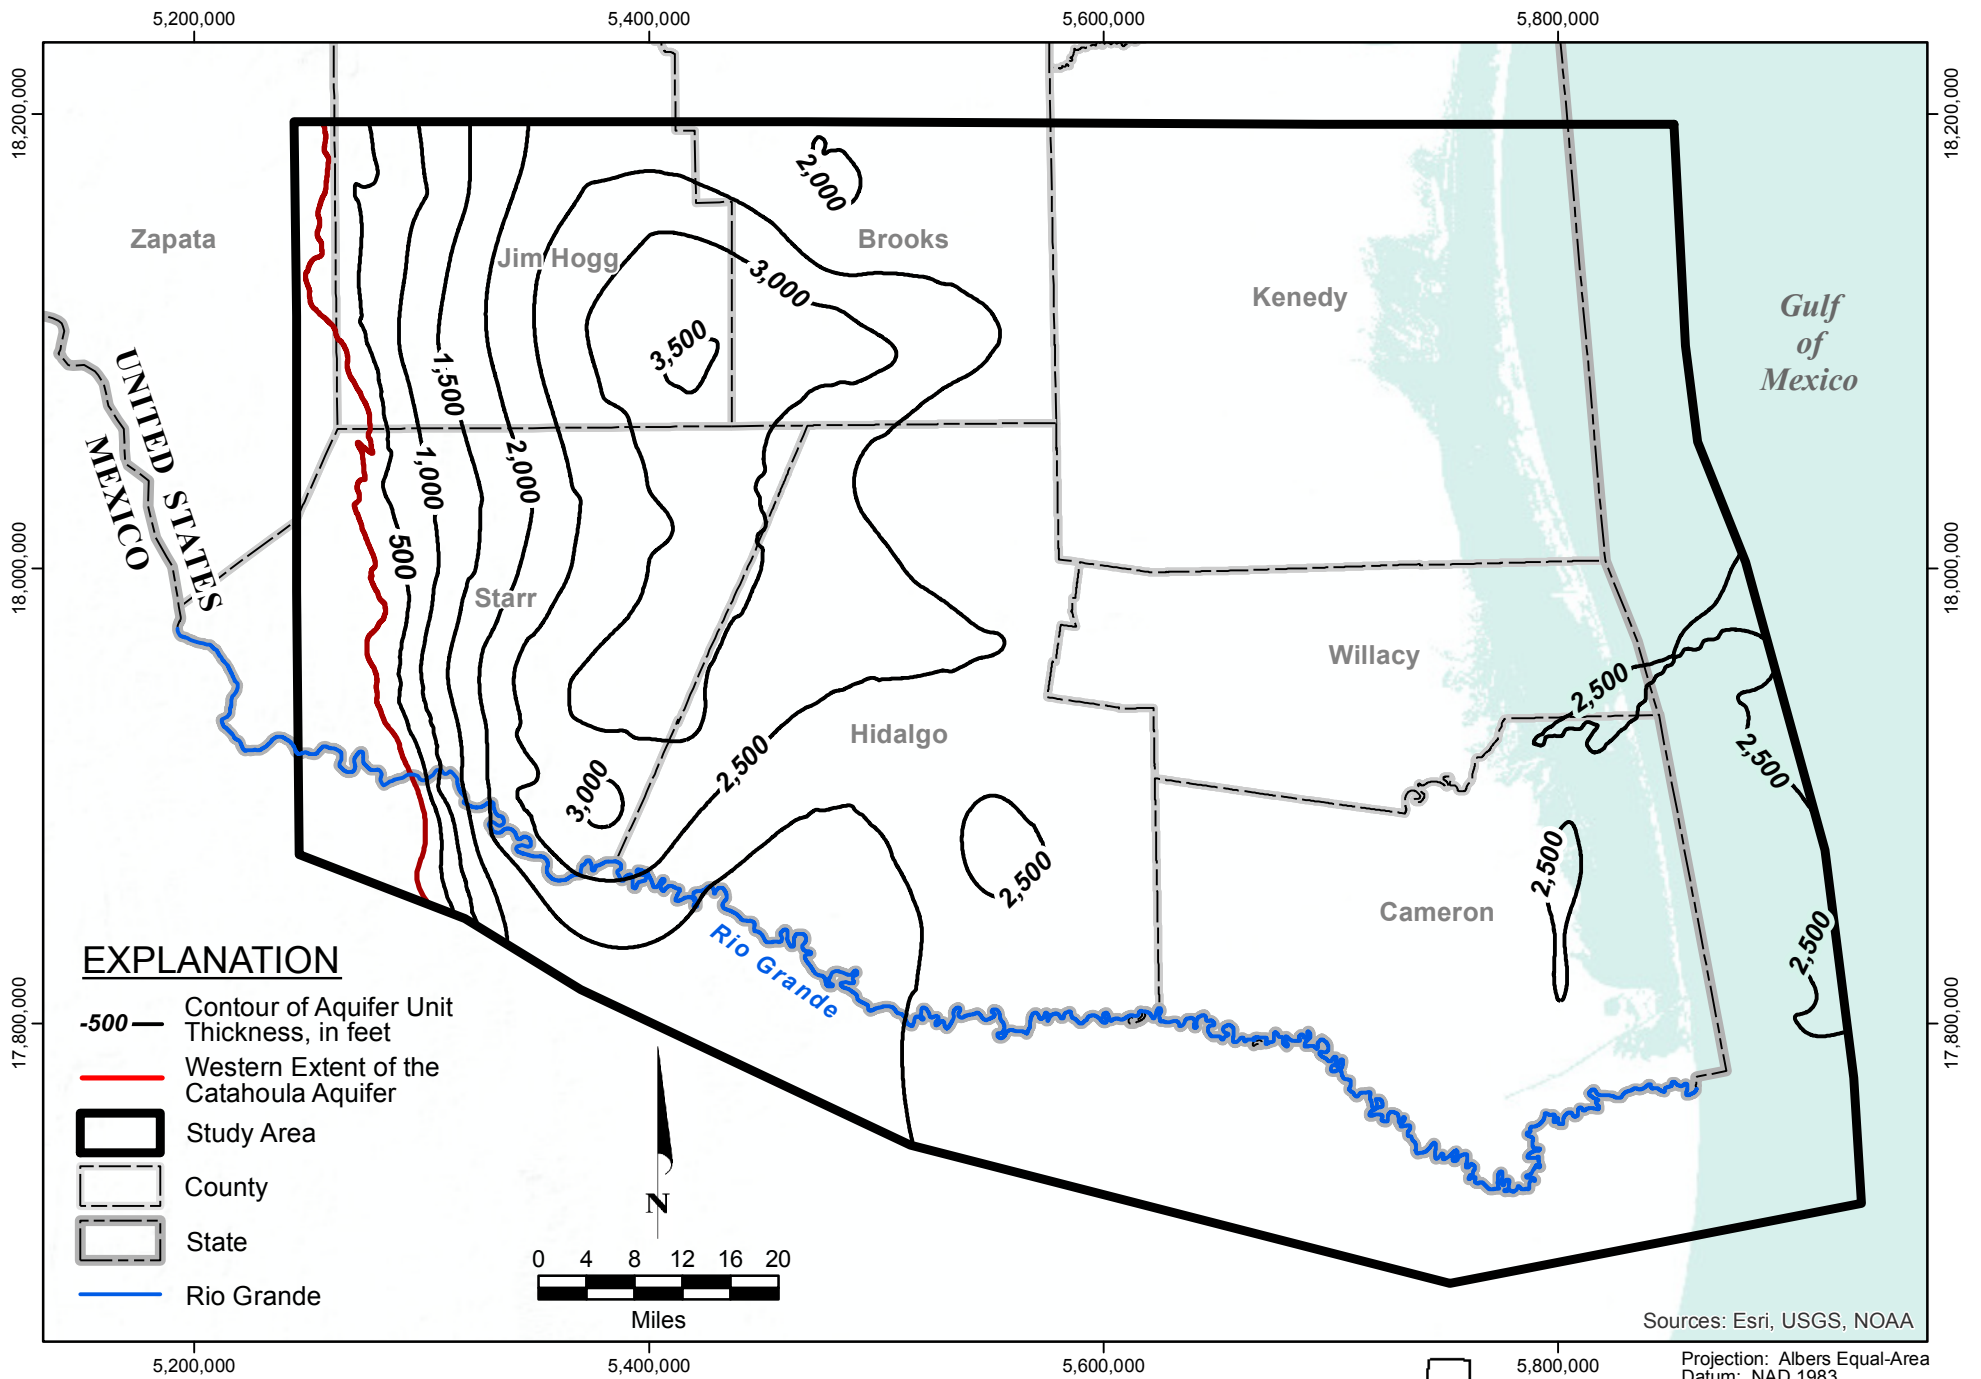 5,200,000
5,400,000
5,600,000
5,800,000
18,200,000
18,200,000
2,000
Zapata
Jim Hogg
Brooks
3,000
Kenedy
Gulf
of
Mexico
3,500
1,500
UNITED STATES
MEXICO
2,000
1,000
500
18,000,000
18,000,000
Starr
Willacy
2,500
Hidalgo
2,500
2,500
3,000
2,500
2,500
Cameron
2,500
Rio Grande
17,800,000
17,800,000
EXPLANATION
-500
Contour of Aquifer Unit
Thickness, in feet
Western Extent of the
Catahoula Aquifer
Study Area
County
State
Rio Grande
N
0 4 8 12 16 20
Miles
Sources: Esri, USGS, NOAA
5,200,000
5,400,000
5,600,000
5,800,000
Projection: Albers Equal-Area
Datum: NAD 1983